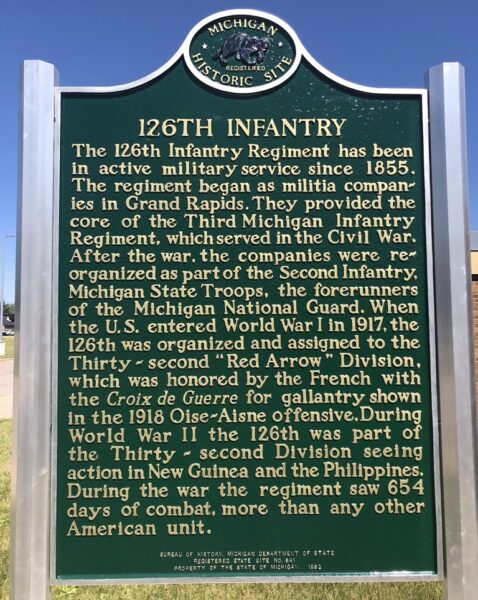 MICHIGAN
REGISTERED
HISTORIC SITE
126TH INFANTRY
The 126th Infantry Regiment has been
in active military service since 1855.
The regiment began as militia compan-
ies in Grand Rapids. They provided the
core of the Third Michigan Infantry
Regiment, which served in the Civil War.
After the war, the companies were re-
organized as part of the Second Infantry,
Michigan State Troops, the forerunners
of the Michigan National Guard. When
the U.S. entered World War I in 1917, the
126th was organized and assigned to the
Thirty-second "Red Arrow" Division,
which was honored by the French with
the Croix de Guerre for gallantry shown
in the 1918 Oise-Aisne offensive. During
World War II the 126th was part of
the Thirty-second Division seeing
action in New Guinea and the Philippines.
During the war the regiment saw 654
days of combat, more than any other
American unit.
BUREAU OF HISTORY, MICHIGAN DEPARTMENT OF STATE
REGISTERED STATE SITE NO. 641
PROPERTY OF THE STATE OF MICHIGAN,